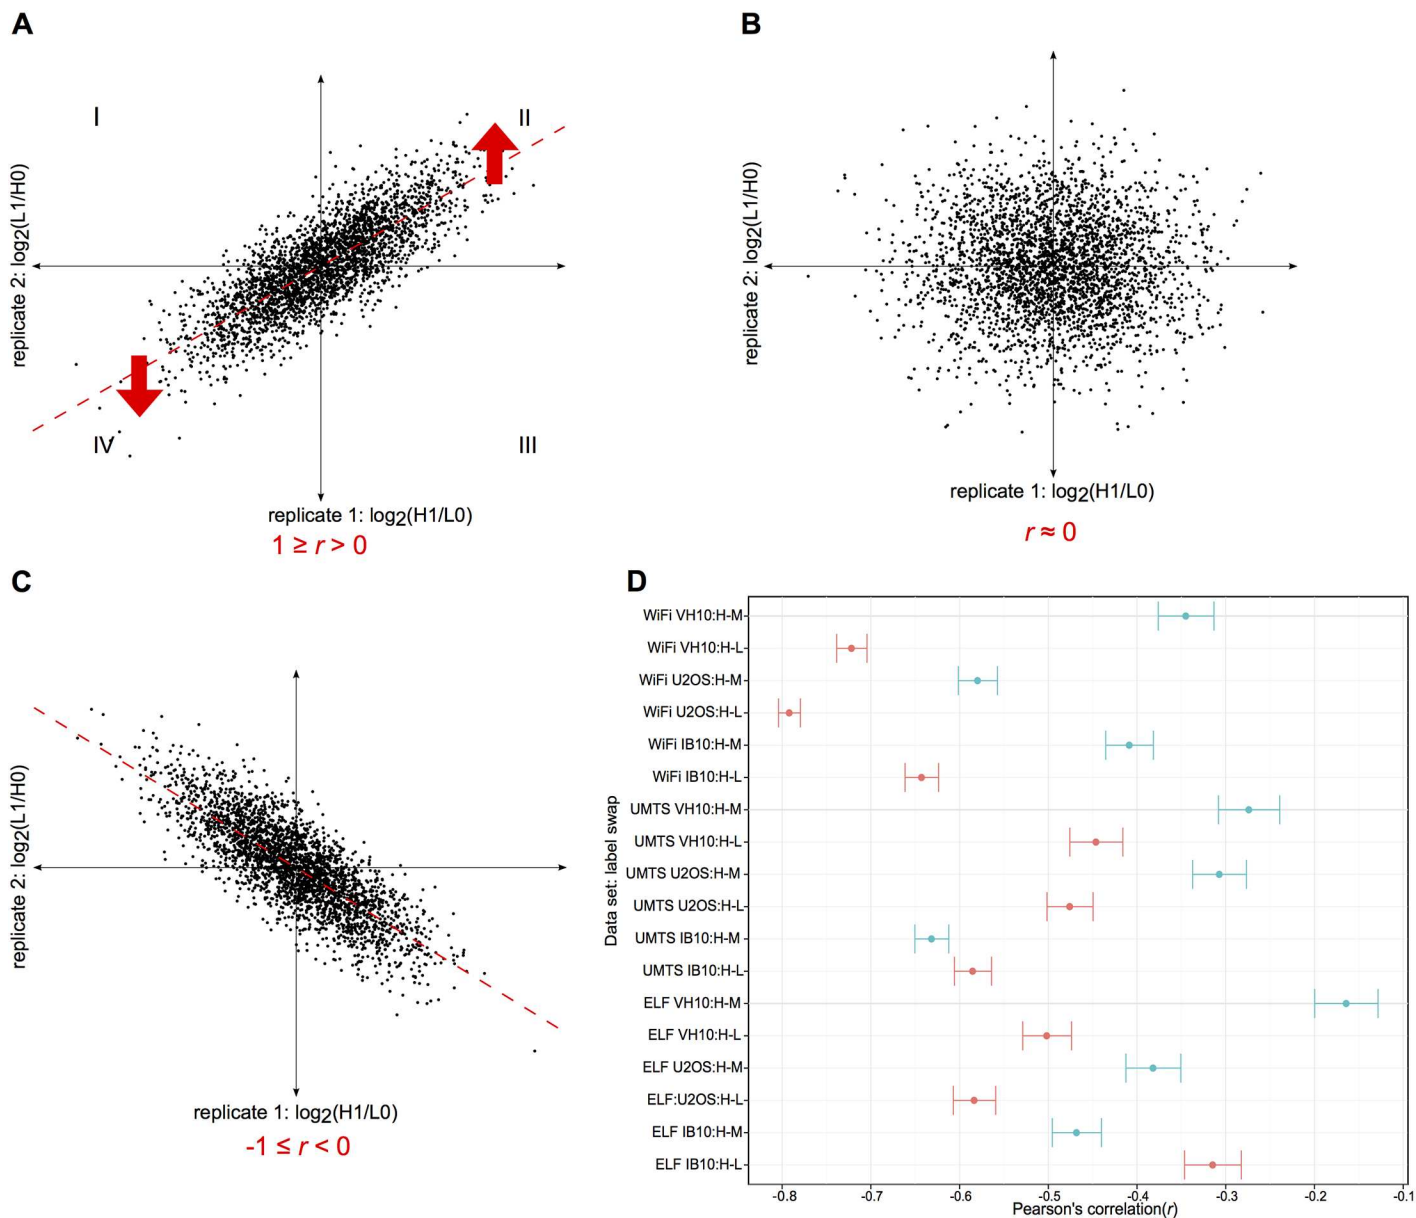 A
I
II
IV
III
replicate 2: log2(L1/H0)
replicate 1: log2(H1/L0)
1 ≥ r > 0
B
replicate 2: log2(L1/H0)
replicate 1: log2(H1/L0)
r ≈ 0
C
replicate 2: log2(L1/H0)
replicate 1: log2(H1/L0)
-1 ≤ r < 0
D
Data set: label swap
WiFi VH10:H-M
WiFi VH10:H-L
WiFi U2OS:H-M
WiFi U2OS:H-L
WiFi IB10:H-M
WiFi IB10:H-L
UMTS VH10:H-M
UMTS VH10:H-L
UMTS U2OS:H-M
UMTS U2OS:H-L
UMTS IB10:H-M
UMTS IB10:H-L
ELF VH10:H-M
ELF VH10:H-L
ELF U2OS:H-M
ELF:U2OS:H-L
ELF IB10:H-M
ELF IB10:H-L
-0.8 -0.7 -0.6 -0.5 -0.4 -0.3 -0.2 -0.1
Pearson's correlation(r)